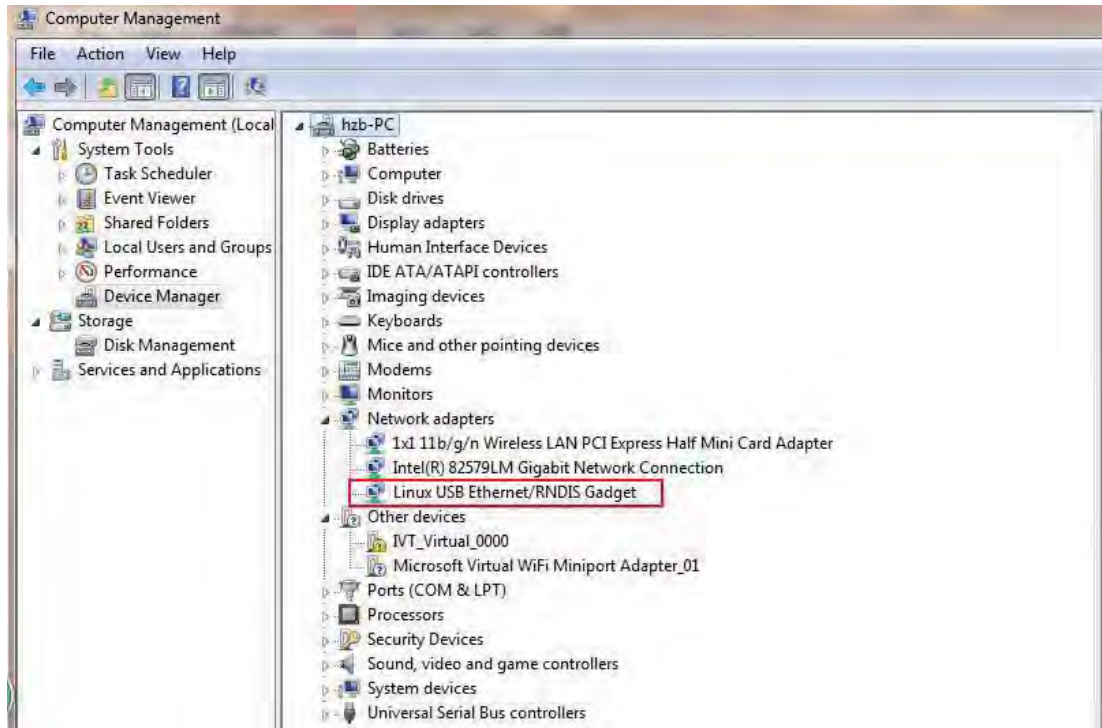 Computer Management
File Action View Help
Computer Management (Local
System Tools
Task Scheduler
Event Viewer
Shared Folders
Local Users and Groups
Performance
Device Manager
Storage
Disk Management
Services and Applications
hzb-PC
Batteries
Computer
Disk drives
Display adapters
Human Interface Devices
IDE ATA/ATAPI controllers
Imaging devices
Keyboards
Mice and other pointing devices
Modems
Monitors
Network adapters
1x1 11b/g/n Wireless LAN PCI Express Half Mini Card Adapter
Intel(R) 82579LM Gigabit Network Connection
Linux USB Ethernet/RNDIS Gadget
Other devices
IVT_Virtual_0000
Microsoft Virtual WiFi Miniport Adapter_01
Ports (COM & LPT)
Processors
Security Devices
Sound, video and game controllers
System devices
Universal Serial Bus controllers